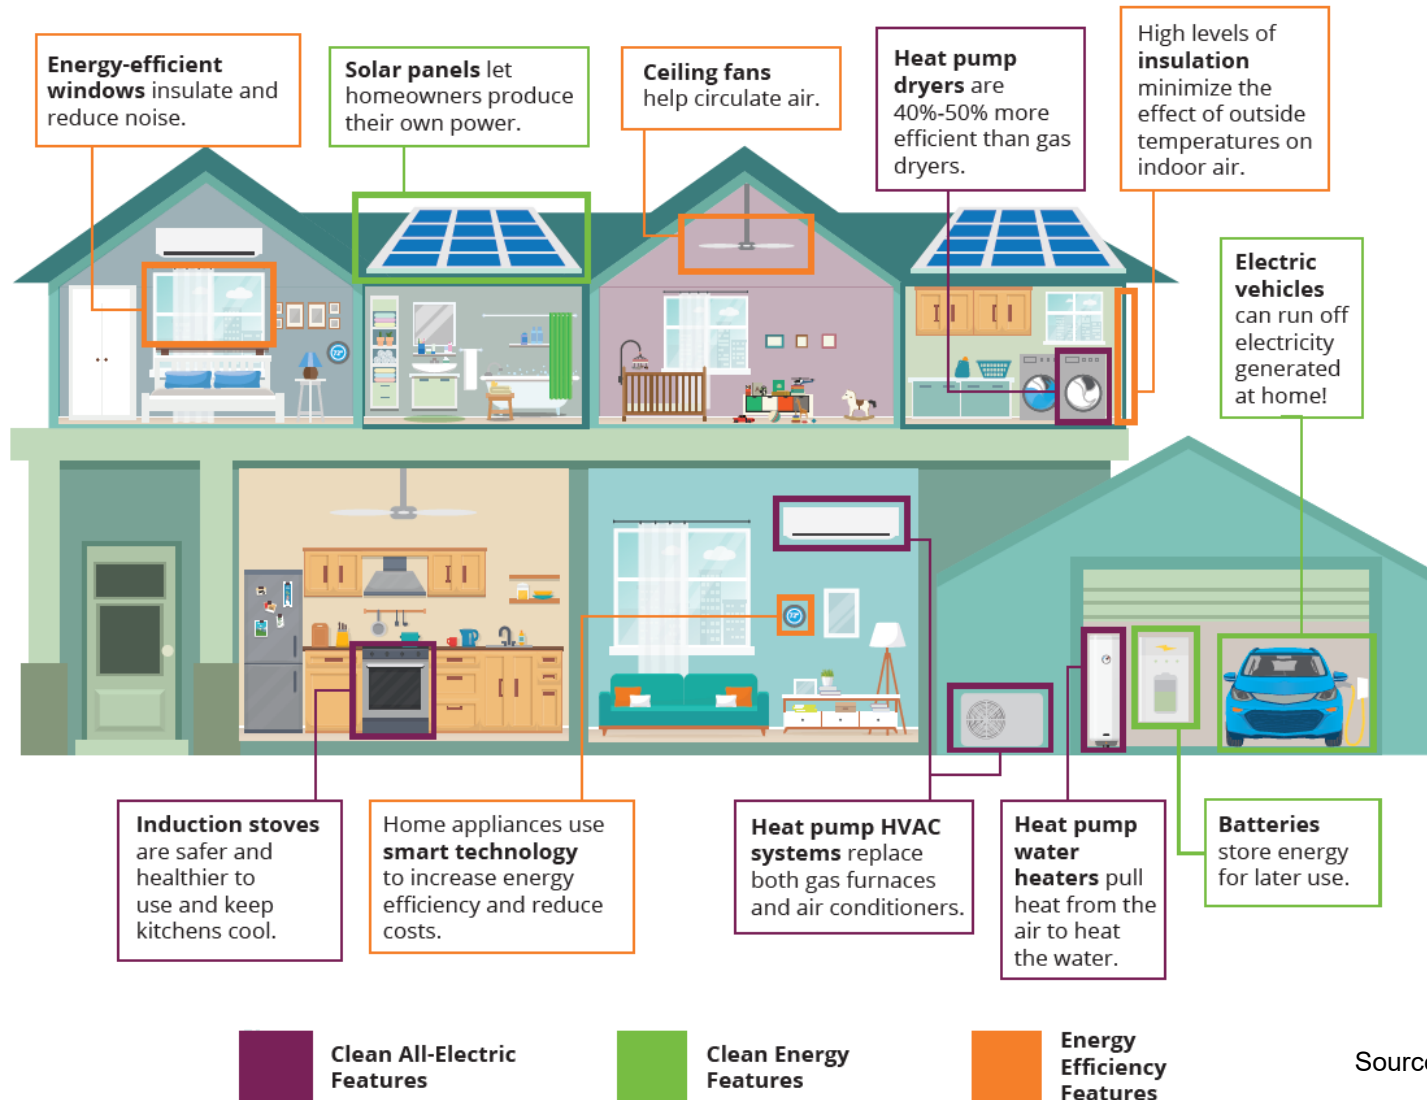 Energy-efficient
windows insulate and
reduce noise.
Solar panels let
homeowners produce
their own power.
Ceiling fans
help circulate air.
Heat pump
dryers are
40%-50% more
efficient than gas
dryers.
High levels of
insulation
minimize the
effect of outside
temperatures on
indoor air.
Electric
vehicles
can run off
electricity
generated
at home!
Induction stoves
are safer and
healthier to
use and keep
kitchens cool.
Home appliances use
smart technology
to increase energy
efficiency and reduce
costs.
Heat pump HVAC
systems replace
both gas furnaces
and air conditioners.
Heat pump
water
heaters pull
heat from the
air to heat
the water.
Batteries
store energy
for later use.
Clean All-Electric
Features
Clean Energy
Features
Energy
Efficiency
Features
Source